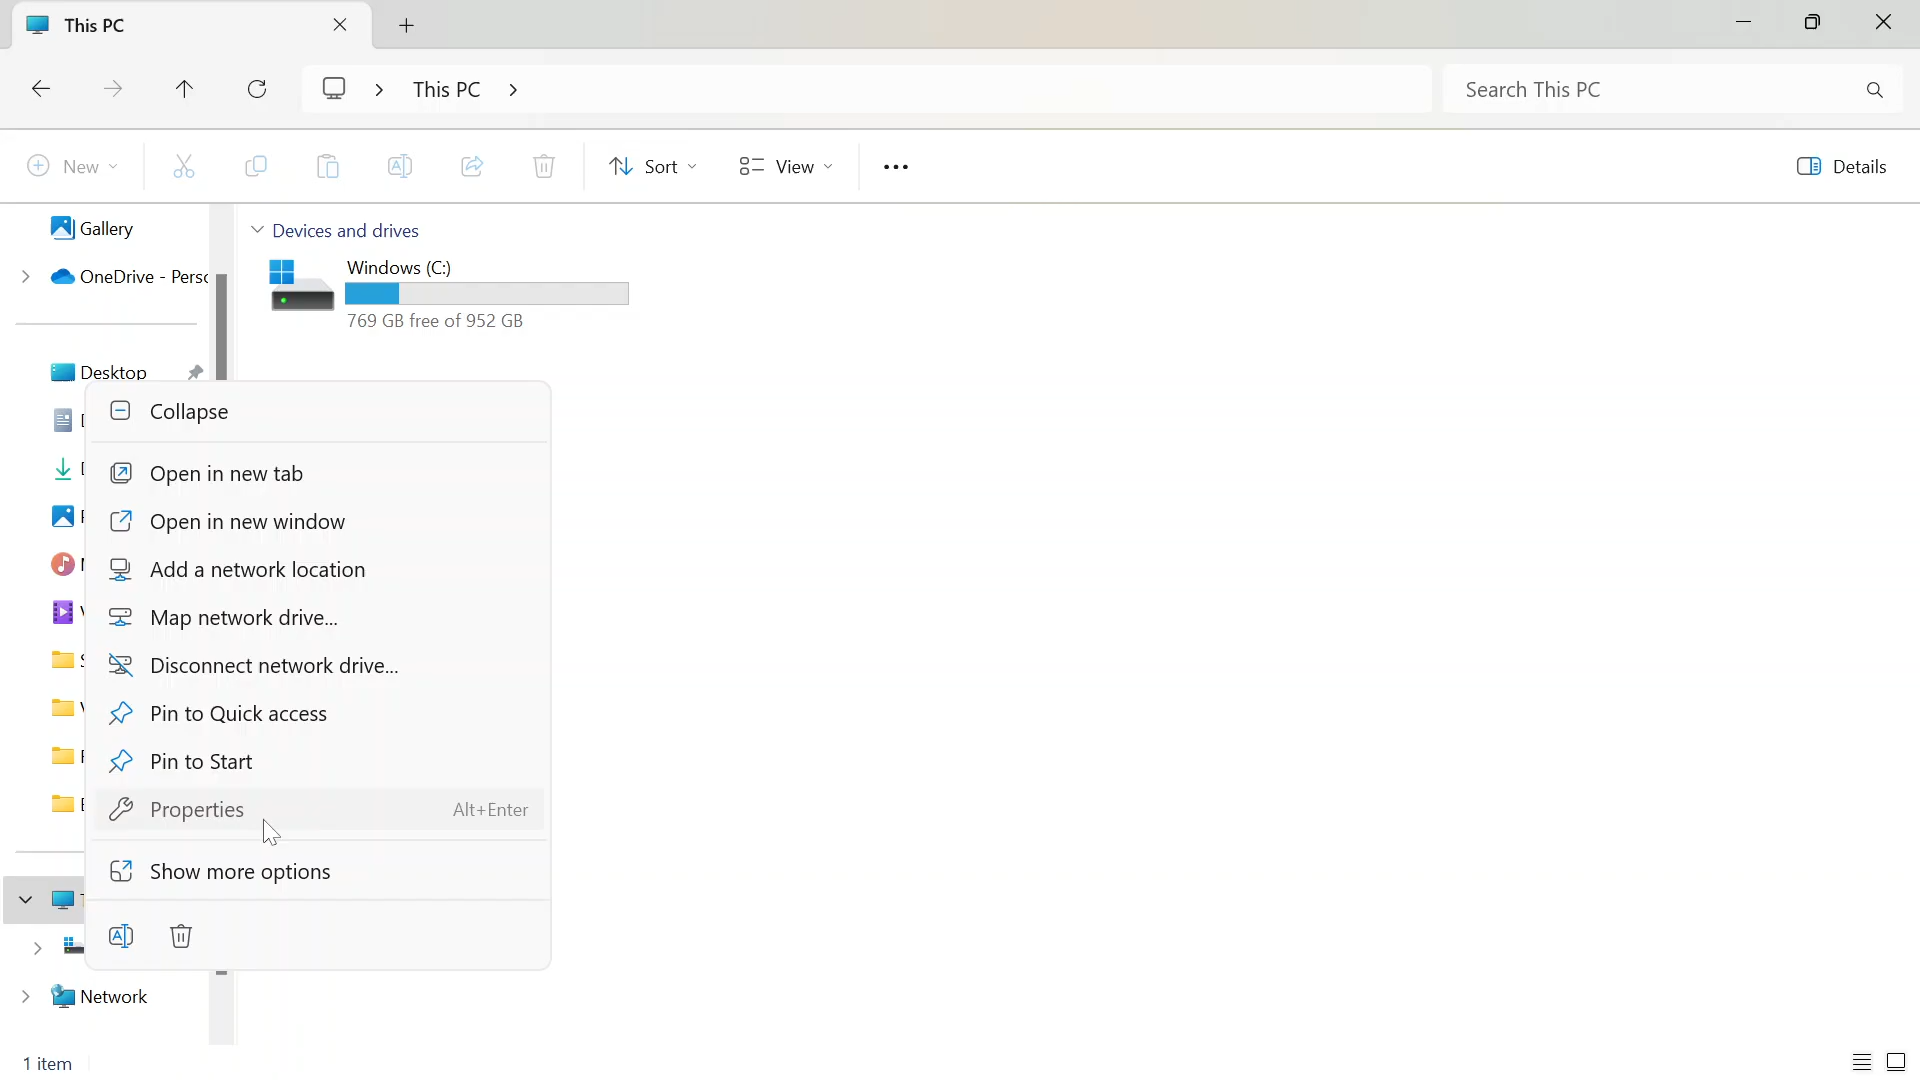 This PC
This PC
Search This PC
New
Sort
View
Details
Gallery
OneDrive - Perso
Devices and drives
Windows (C:)
769 GB free of 952 GB
Desktop
Collapse
Open in new tab
Open in new window
Add a network location
Map network drive...
Disconnect network drive...
Pin to Quick access
Pin to Start
Properties Alt+Enter
Show more options
Network
1 item